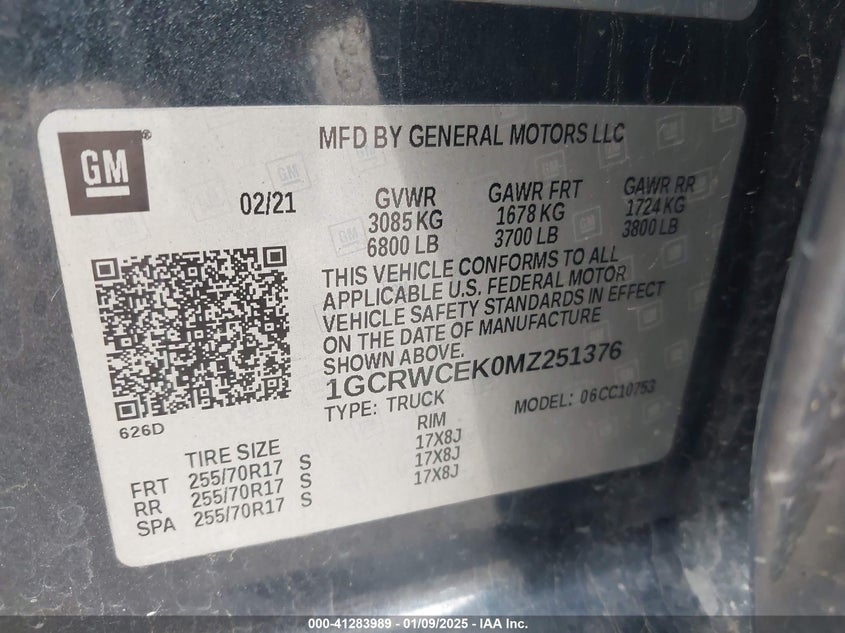 GM
MFD BY GENERAL MOTORS LLC
02/21
GVWR
3085 KG
6800 LB
GAWR FRT
1678 KG
3700 LB
GAWR RR
1724 KG
3800 LB
THIS VEHICLE CONFORMS TO ALL
APPLICABLE U.S. FEDERAL MOTOR
VEHICLE SAFETY STANDARDS IN EFFECT
ON THE DATE OF MANUFACTURE
SHOWN ABOVE.
1GCRWCEK0MZ251376
TYPE: TRUCK
MODEL: 06CC10753
626D
TIRE SIZE
RIM
FRT 255/70R17 S 17X8J
RR 255/70R17 S 17X8J
SPA 255/70R17 S 17X8J
000-41283989 - 01/09/2025 - IAA Inc.